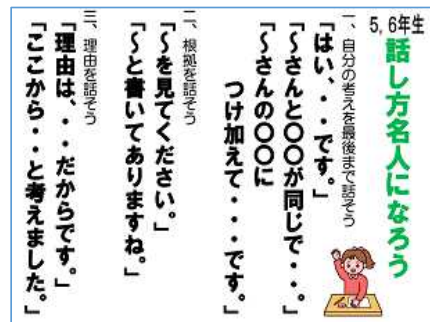 5,6年生
話し方名人になろう
一、自分の考えを最後まで話そう
「はい、・・です。」
「～さんと〇〇が同じで・・。」
「～さんの〇〇に
つけ加えて・・・です。」
二、根拠を話そう
「～を見てください。」
「～と書いてありますね。」
三、理由を話そう
「理由は、・・だからです。」
「ここから・・と考えました。」